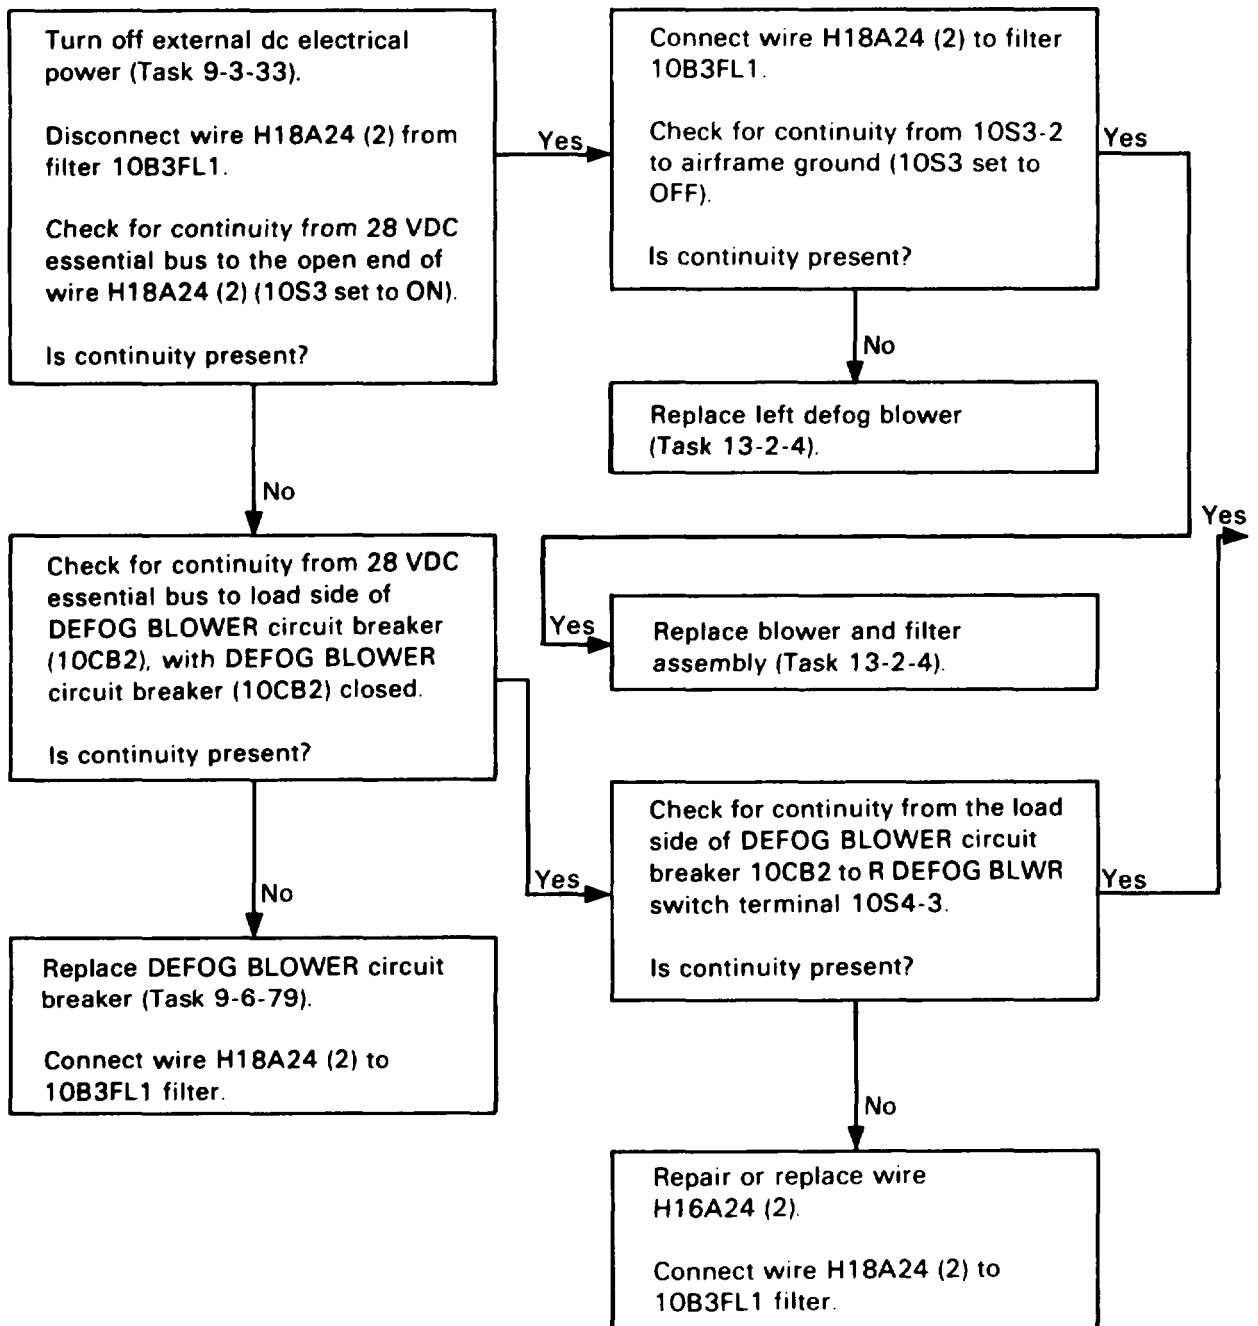 Turn off external dc electrical
power (Task 9-3-33).
Disconnect wire H18A24 (2) from
filter 10B3FL1.
Check for continuity from 28 VDC
essential bus to the open end of
wire H18A24 (2) (10S3 set to ON).
Is continuity present?
Yes
Connect wire H18A24 (2) to filter
10B3FL1.
Check for continuity from 10S3-2
to airframe ground (10S3 set to
OFF).
Is continuity present?
Yes
No
Replace left defog blower
(Task 13-2-4).
No
Yes
Check for continuity from 28 VDC
essential bus to load side of
DEFOG BLOWER circuit breaker
(10CB2), with DEFOG BLOWER
circuit breaker (10CB2) closed.
Is continuity present?
Yes
Replace blower and filter
assembly (Task 13-2-4).
Yes
Check for continuity from the load
side of DEFOG BLOWER circuit
breaker 10CB2 to R DEFOG BLWR
switch terminal 10S4-3.
Is continuity present?
Yes
No
Replace DEFOG BLOWER circuit
breaker (Task 9-6-79).
Connect wire H18A24 (2) to
10B3FL1 filter.
No
Repair or replace wire
H16A24 (2).
Connect wire H18A24 (2) to
10B3FL1 filter.